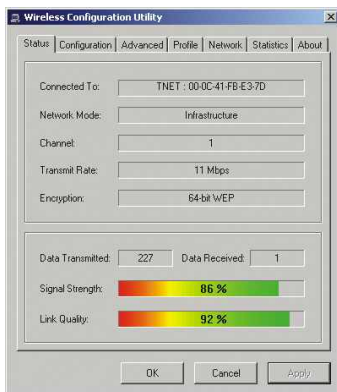 Wireless Configuration Utility
Status Configuration Advanced Profile Network Statistics About
Connected To: TNET : 00-0C-41-FB-E3-7D
Network Mode: Infrastructure
Channel: 1
Transmit Rate: 11 Mbps
Encryption: 64-bit WEP
Data Transmitted: 227 Data Received: 1
Signal Strength: 86 %
Link Quality: 92 %
OK Cancel Apply